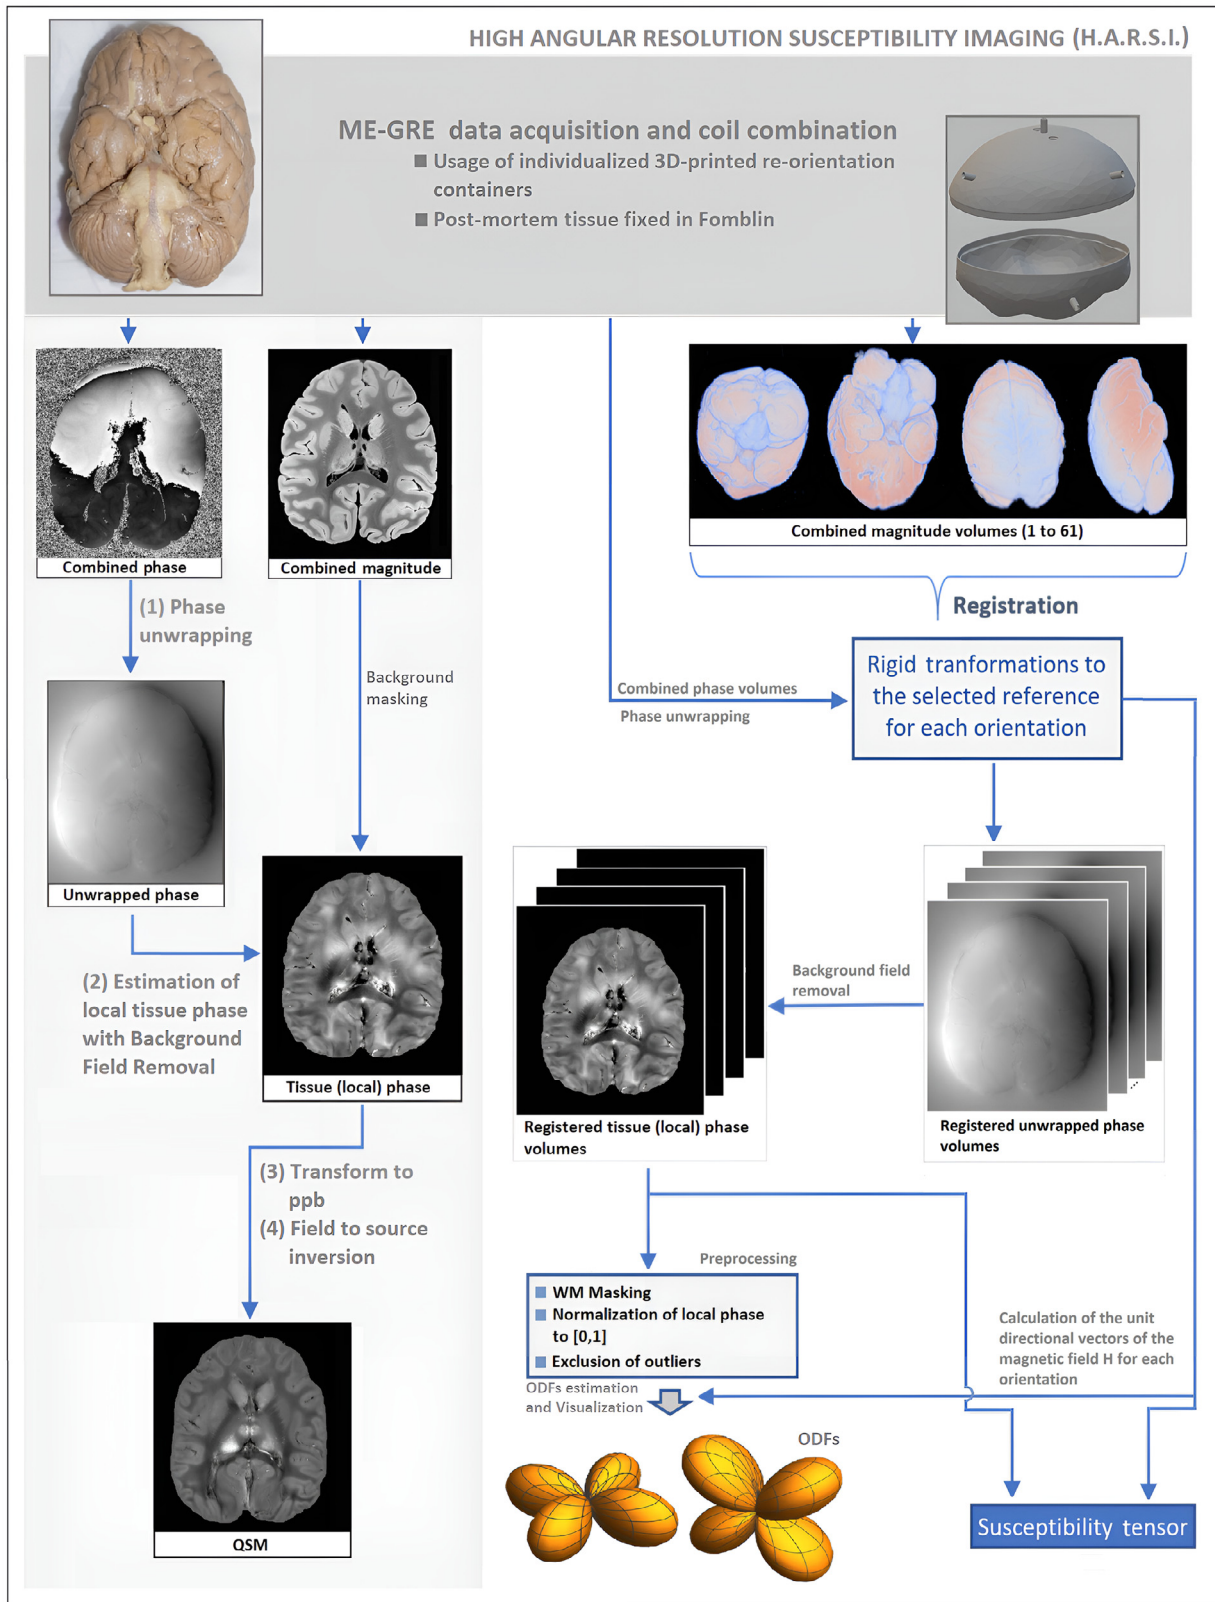 HIGH ANGULAR RESOLUTION SUSCEPTIBILITY IMAGING (H.A.R.S.I.)
ME-GRE data acquisition and coil combination
Usage of individualized 3D-printed re-orientation
containers
Post-mortem tissue fixed in Fomblin
Combined phase
Combined magnitude
Combined magnitude volumes (1 to 61)
(1) Phase
unwrapping
Registration
Background
masking
Rigid tranformations to
the selected reference
for each orientation
Combined phase volumes
Phase unwrapping
Unwrapped phase
(2) Estimation of
local tissue phase
with Background
Field Removal
Background field
removal
Tissue (local) phase
Registered tissue (local) phase
volumes
Registered unwrapped phase
volumes
(3) Transform to
ppb
(4) Field to source
inversion
Preprocessing
WM Masking
Normalization of local phase
to [0,1]
Exclusion of outliers
Calculation of the unit
directional vectors of the
magnetic field H for each
orientation
ODFs estimation
and Visualization
ODFs
QSM
Susceptibility tensor